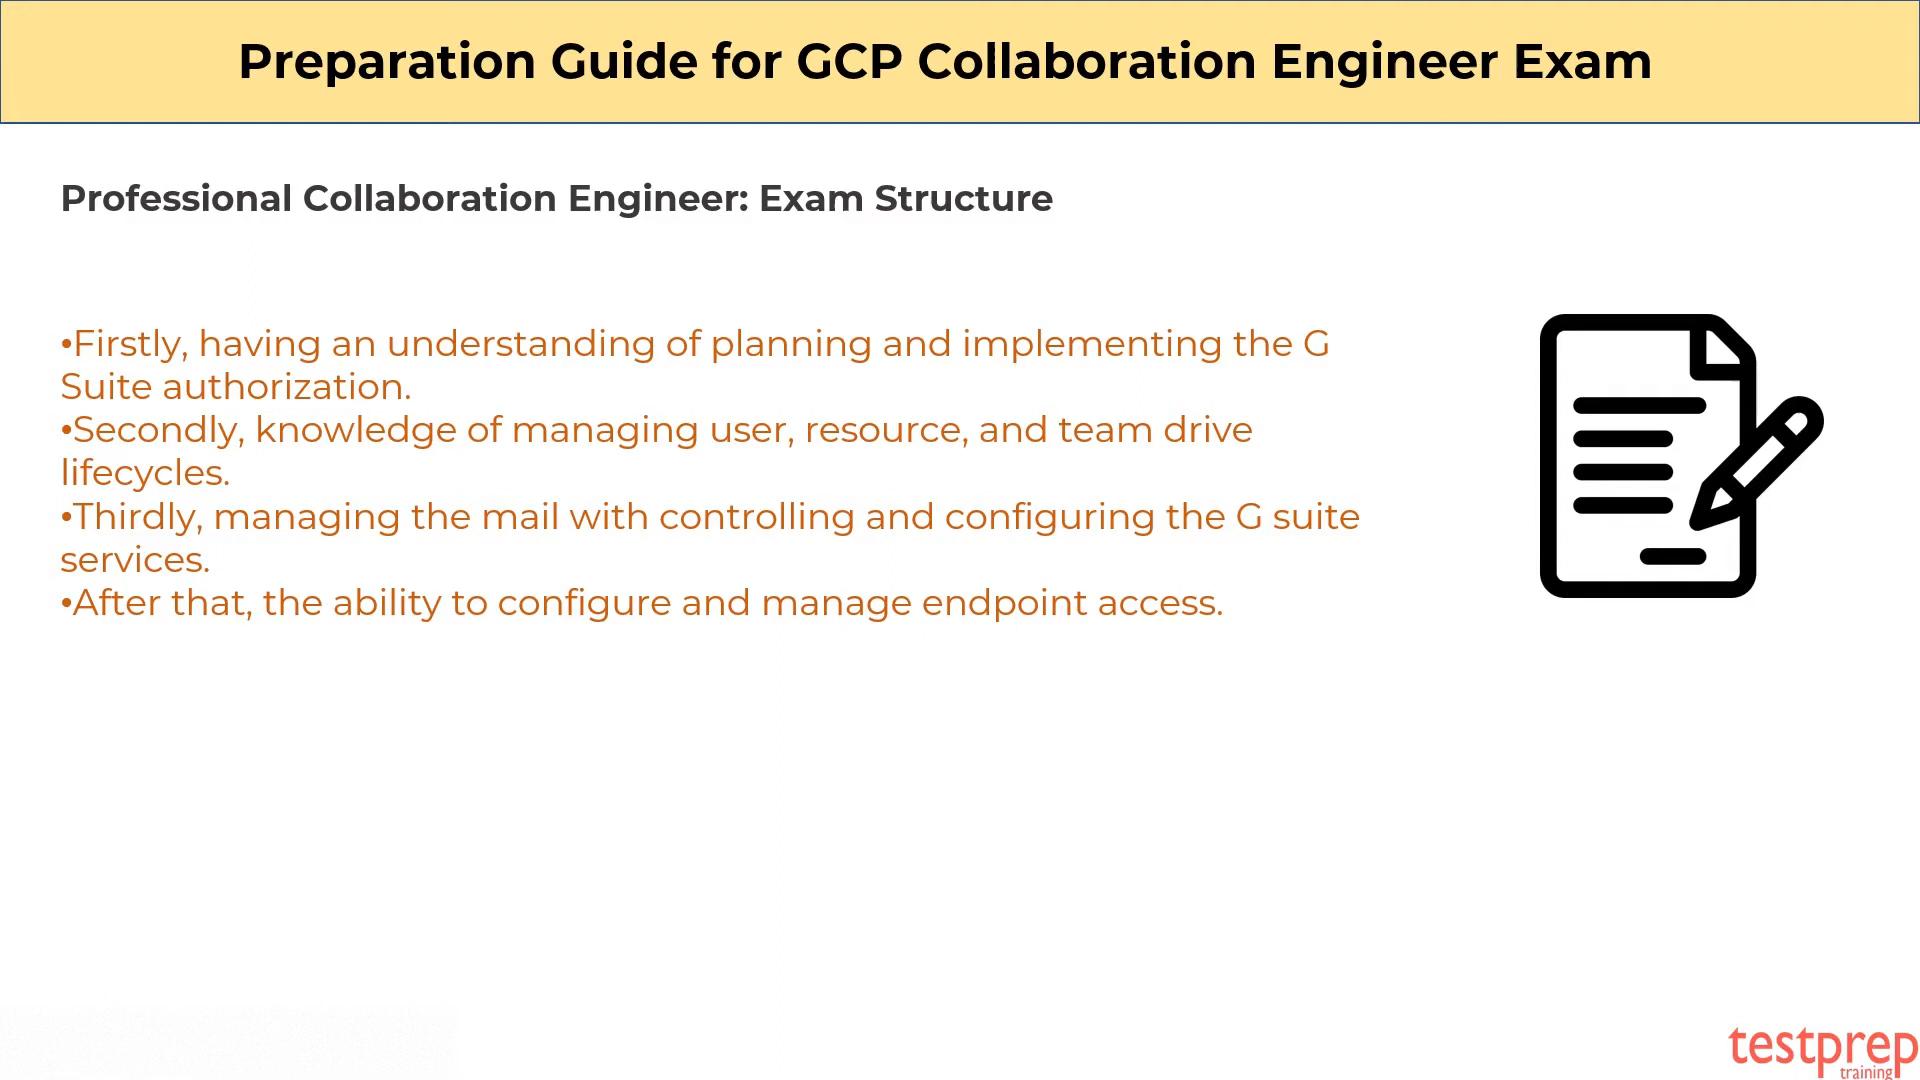 Preparation Guide for GCP Collaboration Engineer Exam
Professional Collaboration Engineer: Exam Structure
•Firstly, having an understanding of planning and implementing the G
Suite authorization.
•Secondly, knowledge of managing user, resource, and team drive
lifecycles.
•Thirdly, managing the mail with controlling and configuring the G suite
services.
•After that, the ability to configure and manage endpoint access.
testprep
training